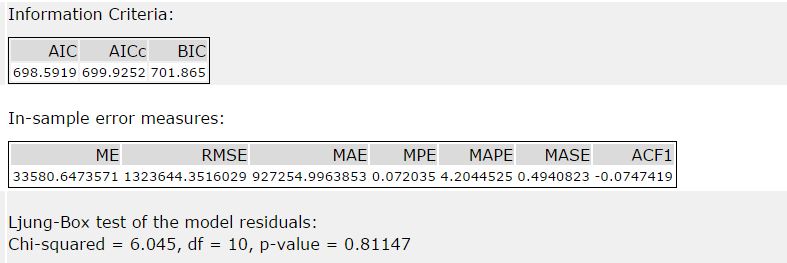 Information Criteria:
AIC AICc BIC
698.5919 699.9252 701.865
In-sample error measures:
ME RMSE MAE MPE MAPE MASE ACF1
33580.6473571 1323644.3516029 927254.9963853 0.072035 4.2044525 0.4940823 -0.0747419
Ljung-Box test of the model residuals:
Chi-squared = 6.045, df = 10, p-value = 0.81147